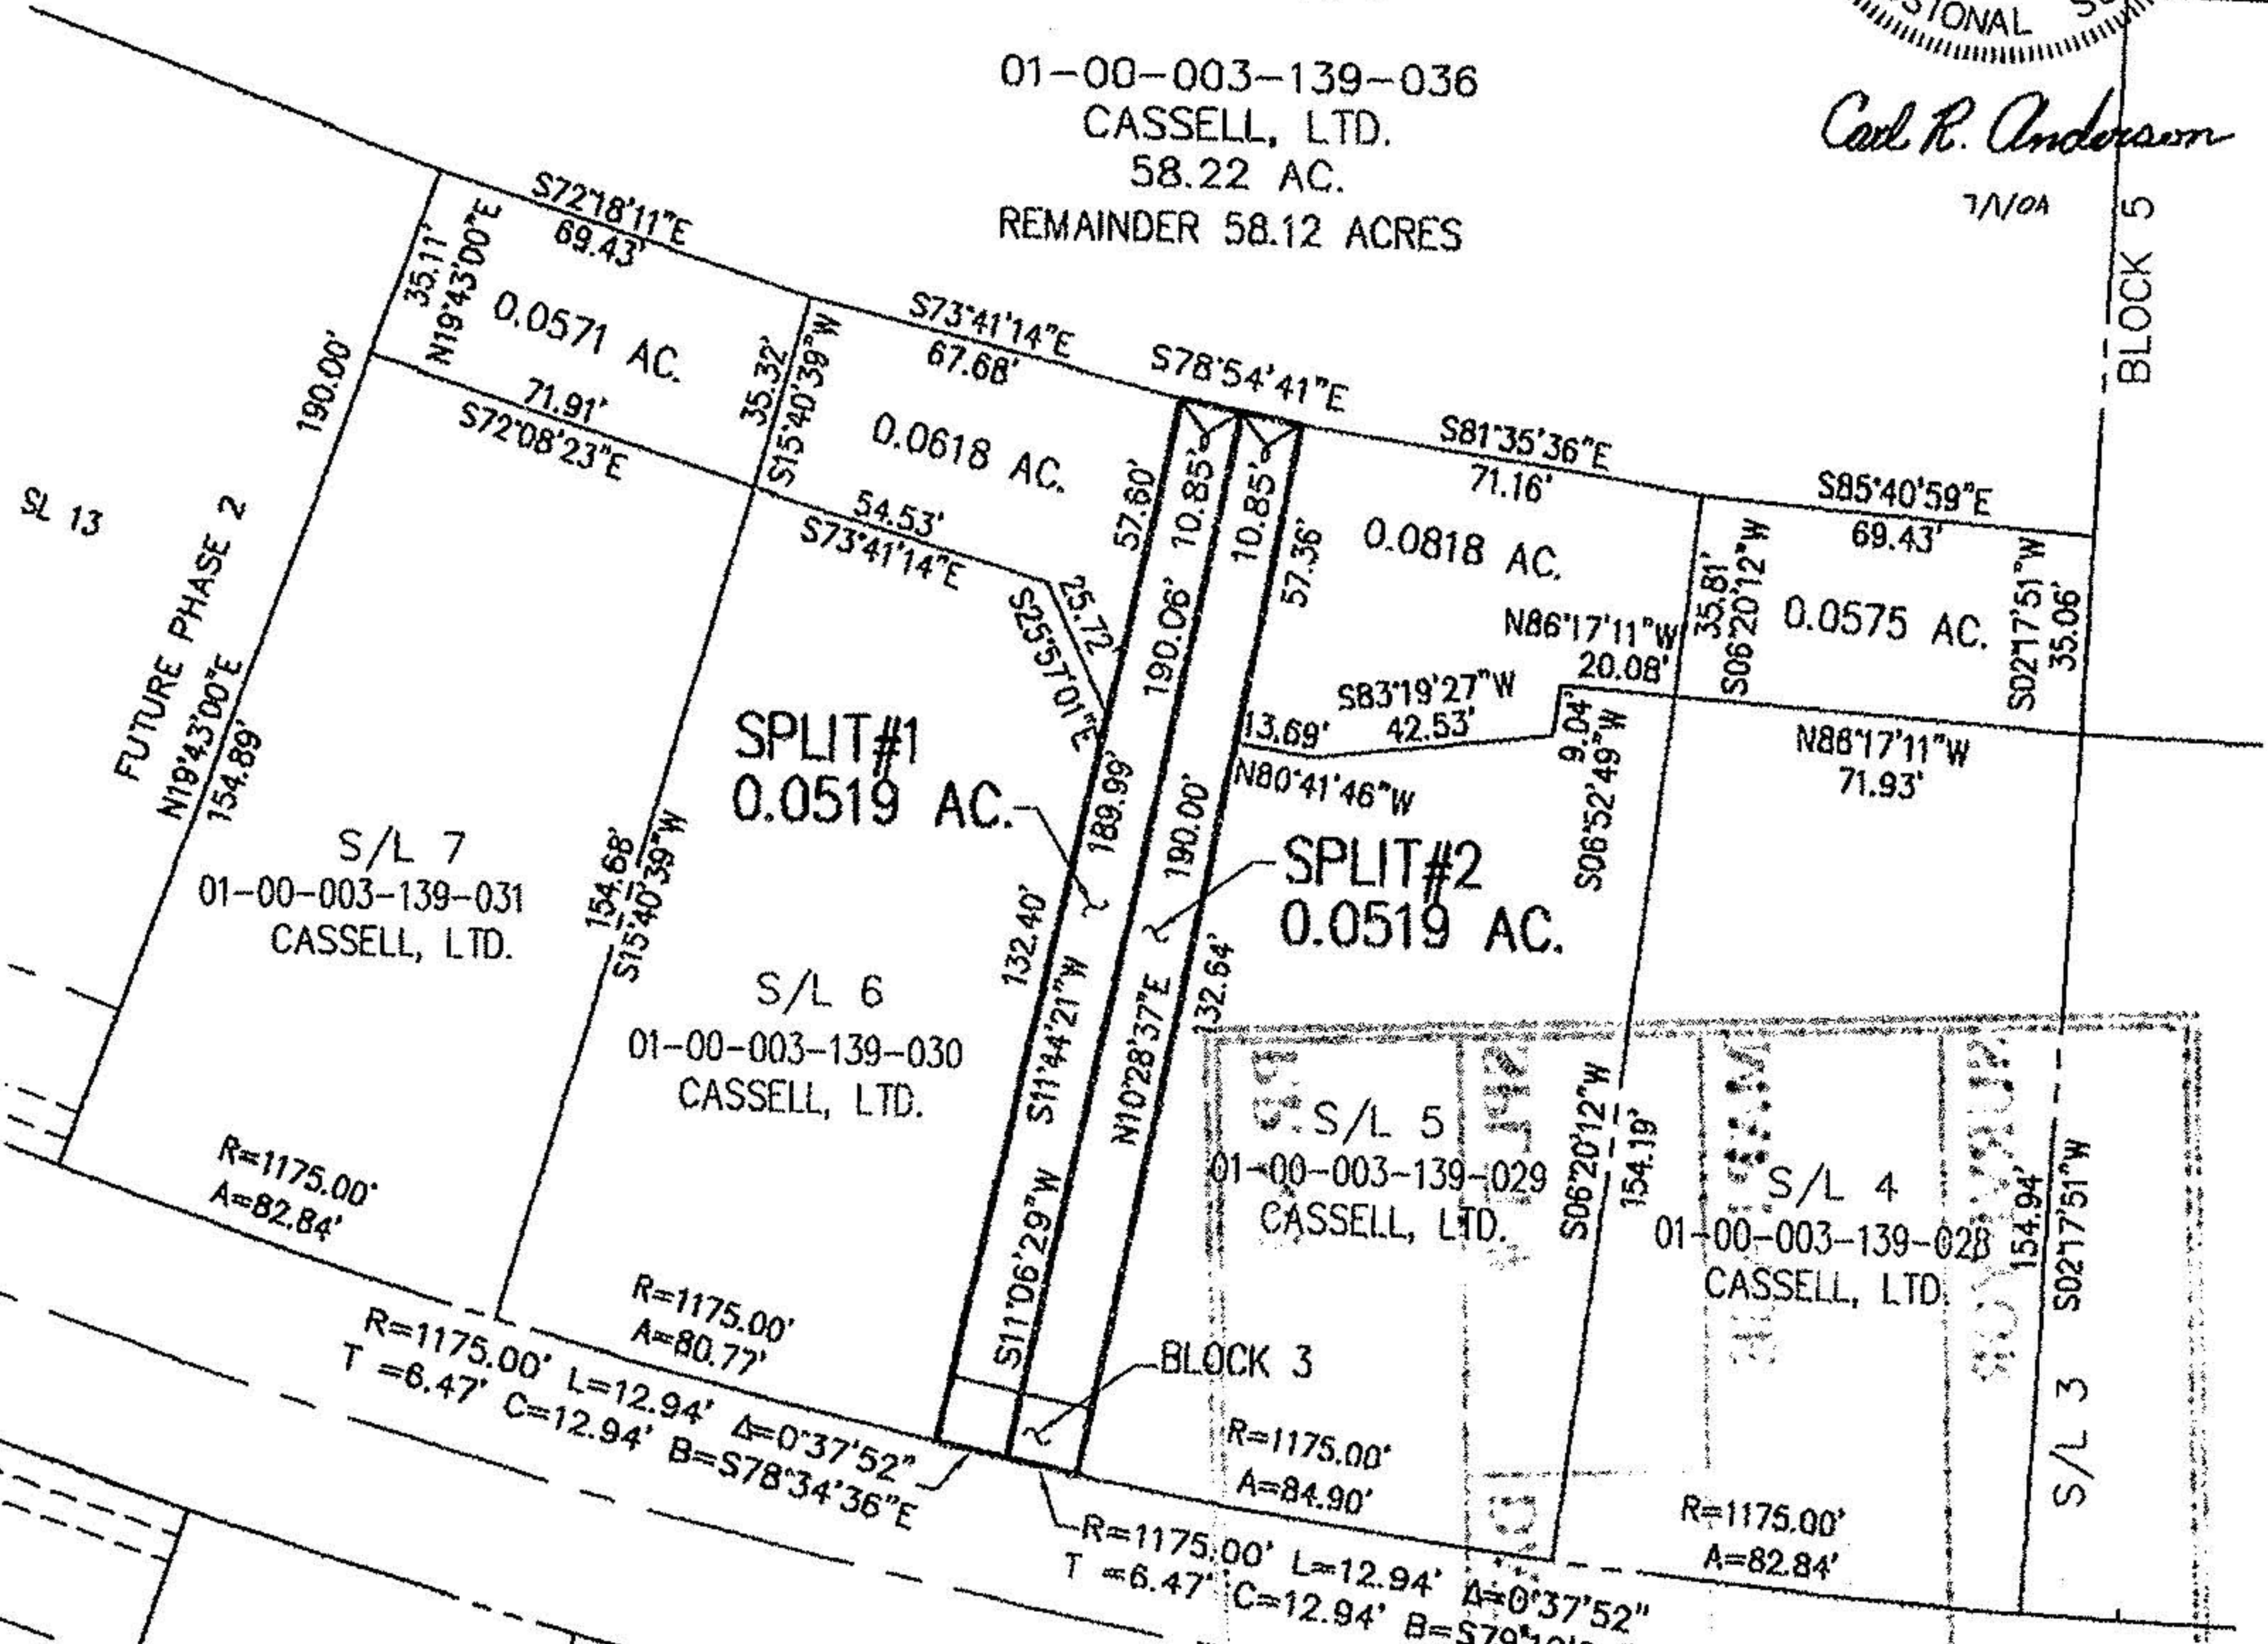 SIONAL
01-00-003-139-036
CASSELL, LTD.
58.22 AC.
REMAINDER 58.12 ACRES
Carl R. Anderson
BLOCK 5
S72°18'11"E
69.43'
35.11'
N19°43'00"E
0.0571 AC.
71.91'
S72°08'23"E
190.00'
35.32'
S15°40'39"W
S73°41'14"E
67.68'
0.0618 AC.
54.53'
S73°41'14"E
25.72'
S25°57'01"E
57.60'
S78°54'41"E
10.85'
10.85'
190.06'
57.36'
S81°35'36"E
71.16'
0.0818 AC.
N86°17'11"W
20.08'
S83°19'27"W
42.53'
13.69'
N80°41'46"W
9.04'
S06°52'49"W
35.81'
S06°20'12"W
S85°40'59"E
69.43'
0.0575 AC.
S02°17'51"W
35.06'
N86°17'11"W
71.93'
SL 13
FUTURE PHASE 2
N19°43'00"E
154.89'
SPLIT#1
0.0519 AC.
189.99'
190.00'
SPLIT#2
0.0519 AC.
S/L 7
01-00-003-139-031
CASSELL, LTD.
154.68'
S15°40'39"W
S/L 6
01-00-003-139-030
CASSELL, LTD.
132.40'
S11°44'21"W
S11°06'29"W
N10°28'37"E
132.64'
S/L 5
01-00-003-139-029
CASSELL, LTD.
S06°20'12"W
154.19'
S/L 4
01-00-003-139-028
CASSELL, LTD.
154.94'
S02°17'51"W
S/L 3
R=1175.00'
A=82.84'
R=1175.00'
A=80.77'
R=1175.00' L=12.94' Δ=0°37'52"
T =6.47' C=12.94' B=S78°34'36"E
BLOCK 3
R=1175.00'
A=84.90'
R=1175.00'
A=82.84'
R=1175.00' L=12.94' Δ=0°37'52"
T =6.47' C=12.94'